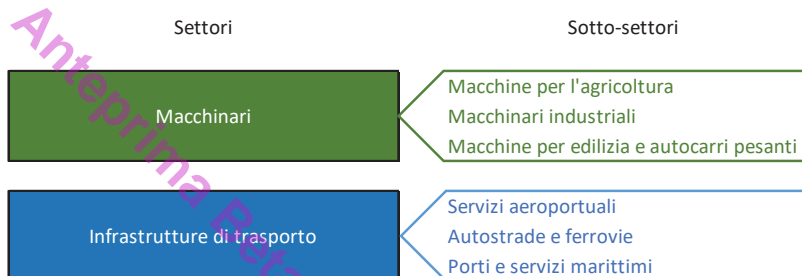 Settori
Sotto-settori
Macchinari
Macchine per l'agricoltura
Macchinari industriali
Macchine per edilizia e autocarri pesanti
Infrastrutture di trasporto
Servizi aeroportuali
Autostrade e ferrovie
Porti e servizi marittimi
Anteprima Beta